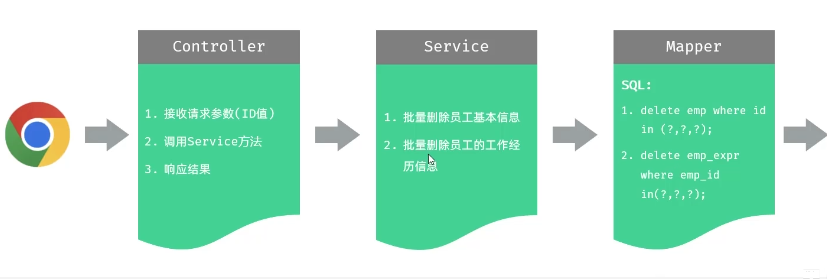 Controller
1. 接收请求参数(ID值)
2. 调用Service方法
3. 响应结果
Service
1. 批量删除员工基本信息
2. 批量删除员工的工作经
历信息
Mapper
SQL:
1. delete emp where id
in (?,?,?);
2. delete emp_expr
where emp_id
in(?,?,?);